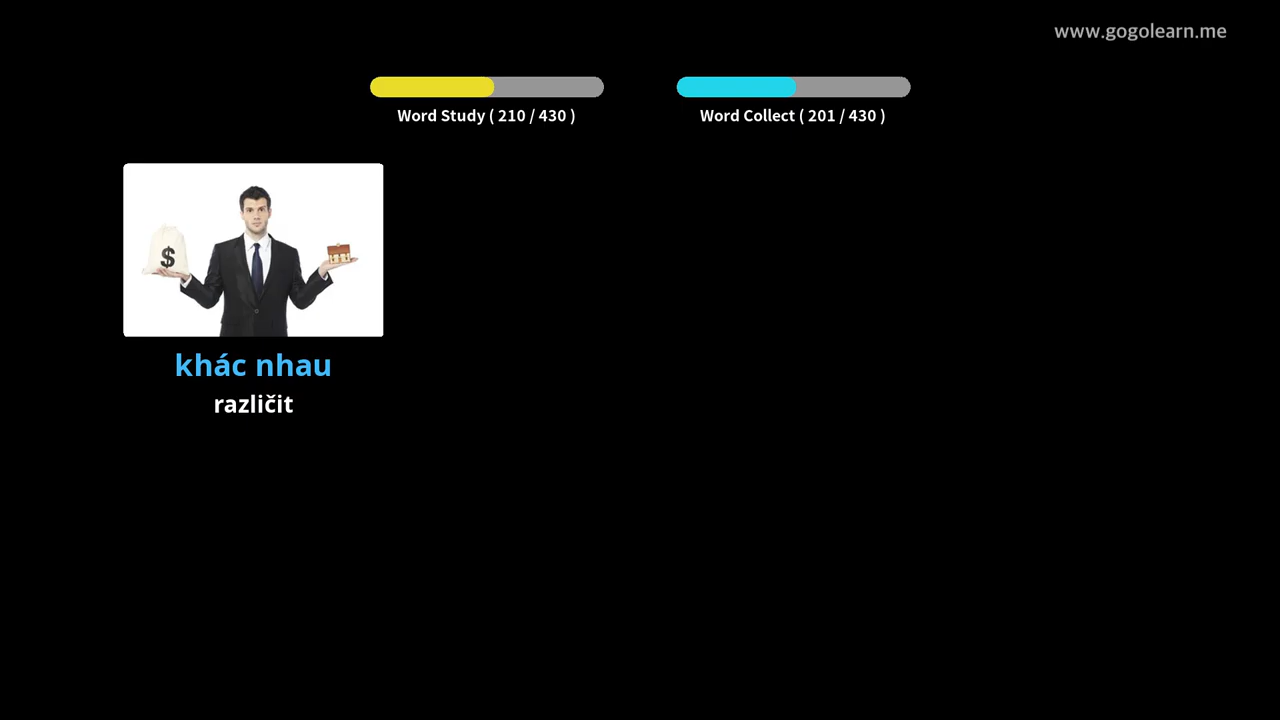 www.gogolearn.me
Word Study ( 210 / 430 )
Word Collect ( 201 / 430 )
$
khác nhau
različit